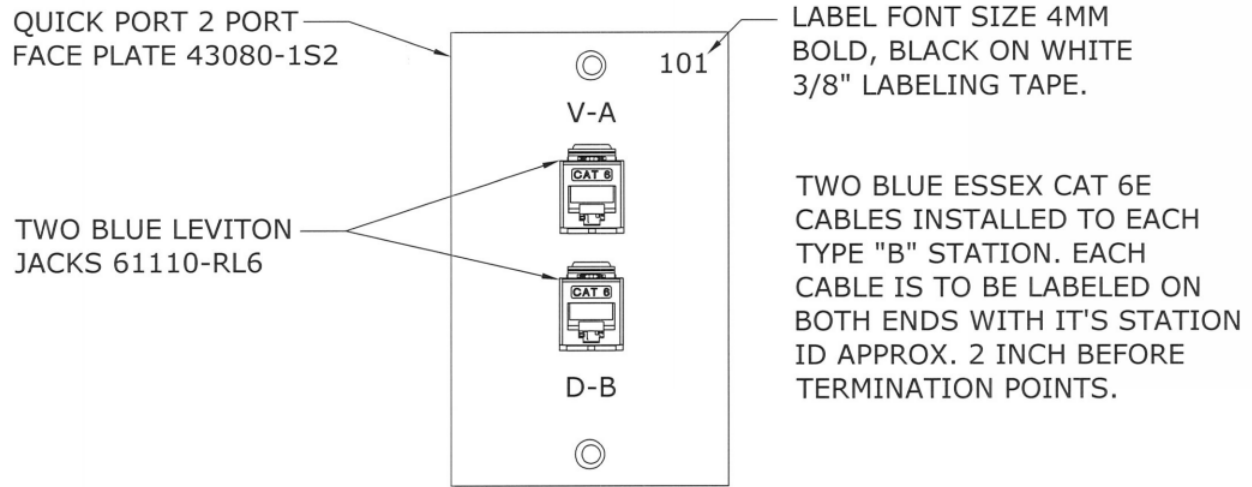 QUICK PORT 2 PORT
FACE PLATE 43080-1S2
LABEL FONT SIZE 4MM
BOLD, BLACK ON WHITE
3/8" LABELING TAPE.
101
V-A
CAT 6
TWO BLUE LEVITON
JACKS 61110-RL6
CAT 6
D-B
TWO BLUE ESSEX CAT 6E
CABLES INSTALLED TO EACH
TYPE "B" STATION. EACH
CABLE IS TO BE LABELED ON
BOTH ENDS WITH IT'S STATION
ID APPROX. 2 INCH BEFORE
TERMINATION POINTS.